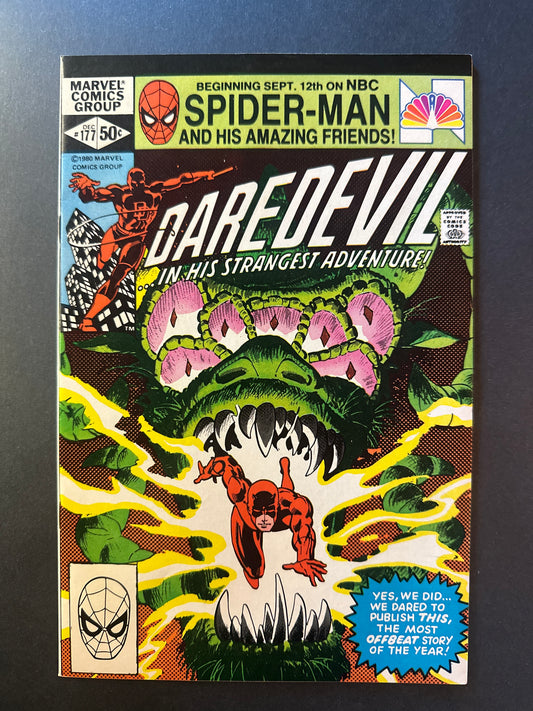 MARVEL®
COMICS
GROUP
BEGINNING SEPT. 12th ON NBC
SPIDER-MAN
AND HIS AMAZING FRIENDS!
#177 DEC 50¢
©1980 MARVEL
COMICS GROUP
DAREDEVIL
...IN HIS STRANGEST ADVENTURE!
APPROVED
BY THE
COMICS
CODE
AUTHORITY
DD
TM
YES, WE DID...
WE DARED TO
PUBLISH THIS,
THE MOST
OFFBEAT STORY
OF THE YEAR!